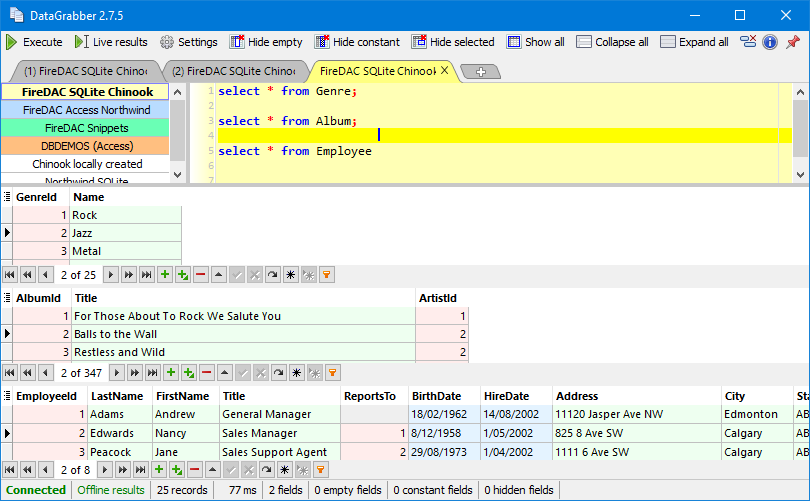 DataGrabber 2.7.5
Execute Live results Settings Hide empty Hide constant Hide selected Show all Collapse all Expand all
(1) FireDAC SQLite Chinoo (2) FireDAC SQLite Chinoo FireDAC SQLite Chinook
FireDAC SQLite Chinook
FireDAC Access Northwind
FireDAC Snippets
DBDEMOS (Access)
Chinook locally created
Northwind SQLite
1 select * from Genre;
2
3 select * from Album;
4
5 select * from Employee
6
7
GenreId Name
1 Rock
2 Jazz
3 Metal
2 of 25
AlbumId Title ArtistId
1 For Those About To Rock We Salute You 1
2 Balls to the Wall 2
3 Restless and Wild 2
2 of 347
EmployeeId LastName FirstName Title ReportsTo BirthDate HireDate Address City Sta
1 Adams Andrew General Manager 18/02/1962 14/08/2002 11120 Jasper Ave NW Edmonton AB
2 Edwards Nancy Sales Manager 1 8/12/1958 1/05/2002 825 8 Ave SW Calgary AB
3 Peacock Jane Sales Support Agent 2 29/08/1973 1/04/2002 1111 6 Ave SW Calgary AB
2 of 8
Connected Offline results 25 records 77 ms 2 fields 0 empty fields 0 constant fields 0 hidden fields